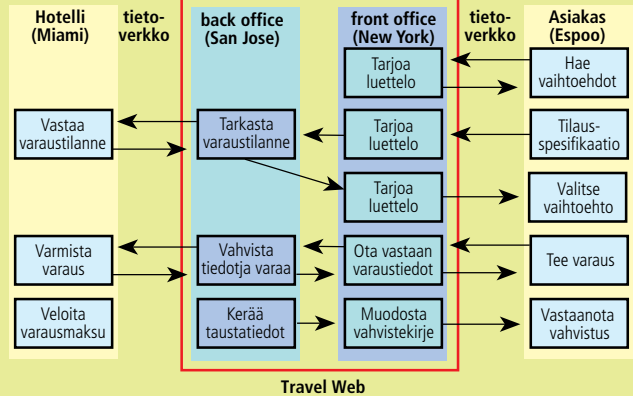 Hotelli
(Miami)
tieto-
verkko
back office
(San Jose)
front office
(New York)
tieto-
verkko
Asiakas
(Espoo)
Tarjoa
luettelo
Hae
vaihtoehdot
Vastaa
varaustilanne
Tarkasta
varaustilanne
Tarjoa
luettelo
Tilaus-
spesifikaatio
Tarjoa
luettelo
Valitse
vaihtoehto
Varmista
varaus
Vahvista
tiedotja varaa
Ota vastaan
varaustiedot
Tee varaus
Veloita
varausmaksu
Kerää
taustatiedot
Muodosta
vahvistekirje
Vastaanota
vahvistus
Travel Web